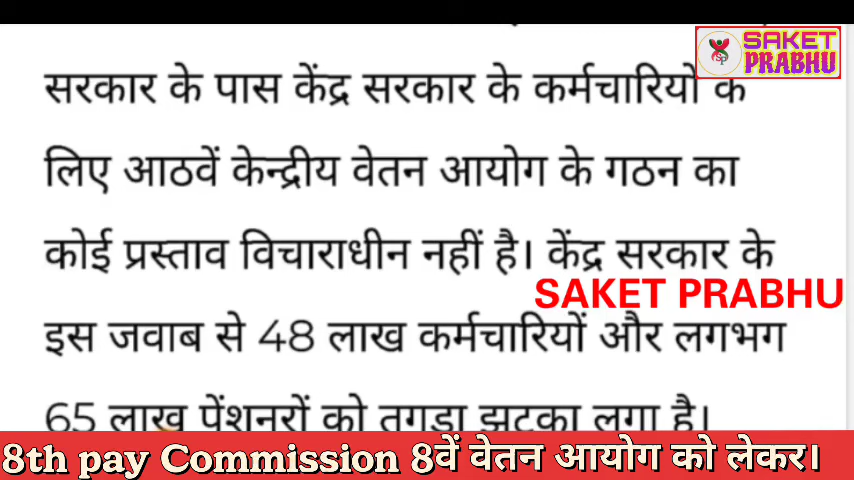 SAKET
PRABHU
सरकार के पास केंद्र सरकार के कर्मचारियों के
लिए आठवें केन्द्रीय वेतन आयोग के गठन का
कोई प्रस्ताव विचाराधीन नहीं है। केंद्र सरकार के
SAKET PRABHU
इस जवाब से 48 लाख कर्मचारियों और लगभग
65 लाख पेंशनरों को तगड़ा झटका लगा है।
8th pay Commission 8वें वेतन आयोग को लेकर।